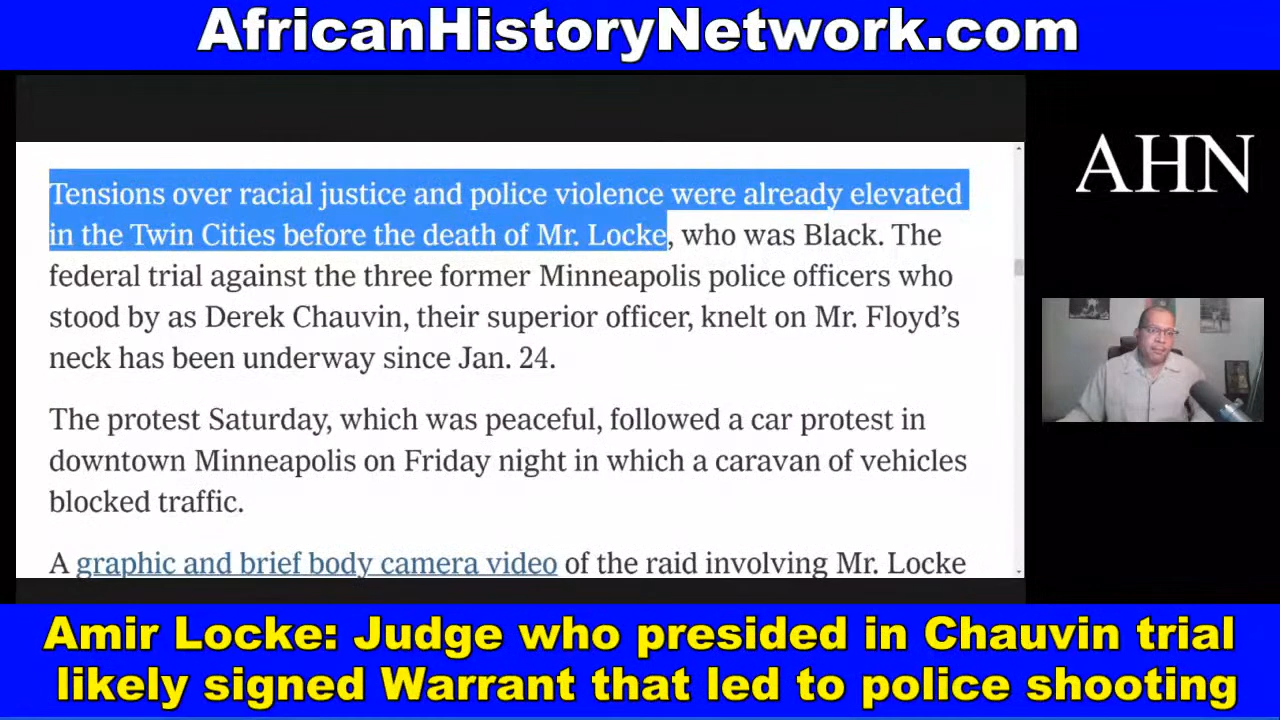 AfricanHistoryNetwork.com
AHN
Tensions over racial justice and police violence were already elevated
in the Twin Cities before the death of Mr. Locke, who was Black. The
federal trial against the three former Minneapolis police officers who
stood by as Derek Chauvin, their superior officer, knelt on Mr. Floyd’s
neck has been underway since Jan. 24.
The protest Saturday, which was peaceful, followed a car protest in
downtown Minneapolis on Friday night in which a caravan of vehicles
blocked traffic.
A graphic and brief body camera video of the raid involving Mr. Locke
Amir Locke: Judge who presided in Chauvin trial
likely signed Warrant that led to police shooting